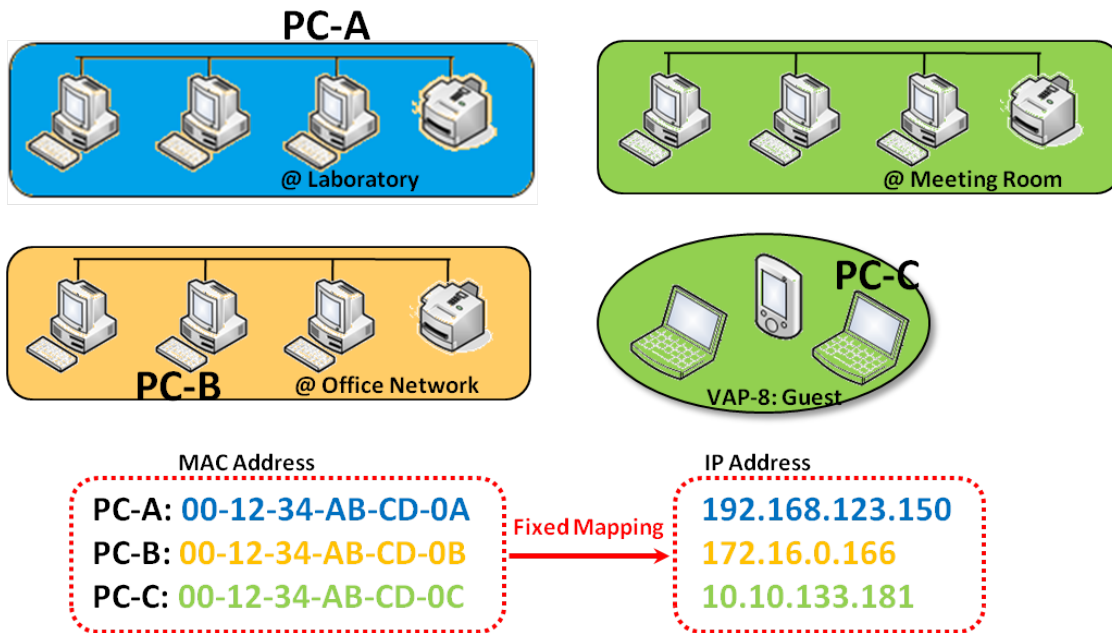 PC-A
@ Laboratory
@ Meeting Room
PC-B
@ Office Network
PC-C
VAP-8: Guest
MAC Address
PC-A: 00-12-34-AB-CD-0A
PC-B: 00-12-34-AB-CD-0B
PC-C: 00-12-34-AB-CD-0C
Fixed Mapping
IP Address
192.168.123.150
172.16.0.166
10.10.133.181